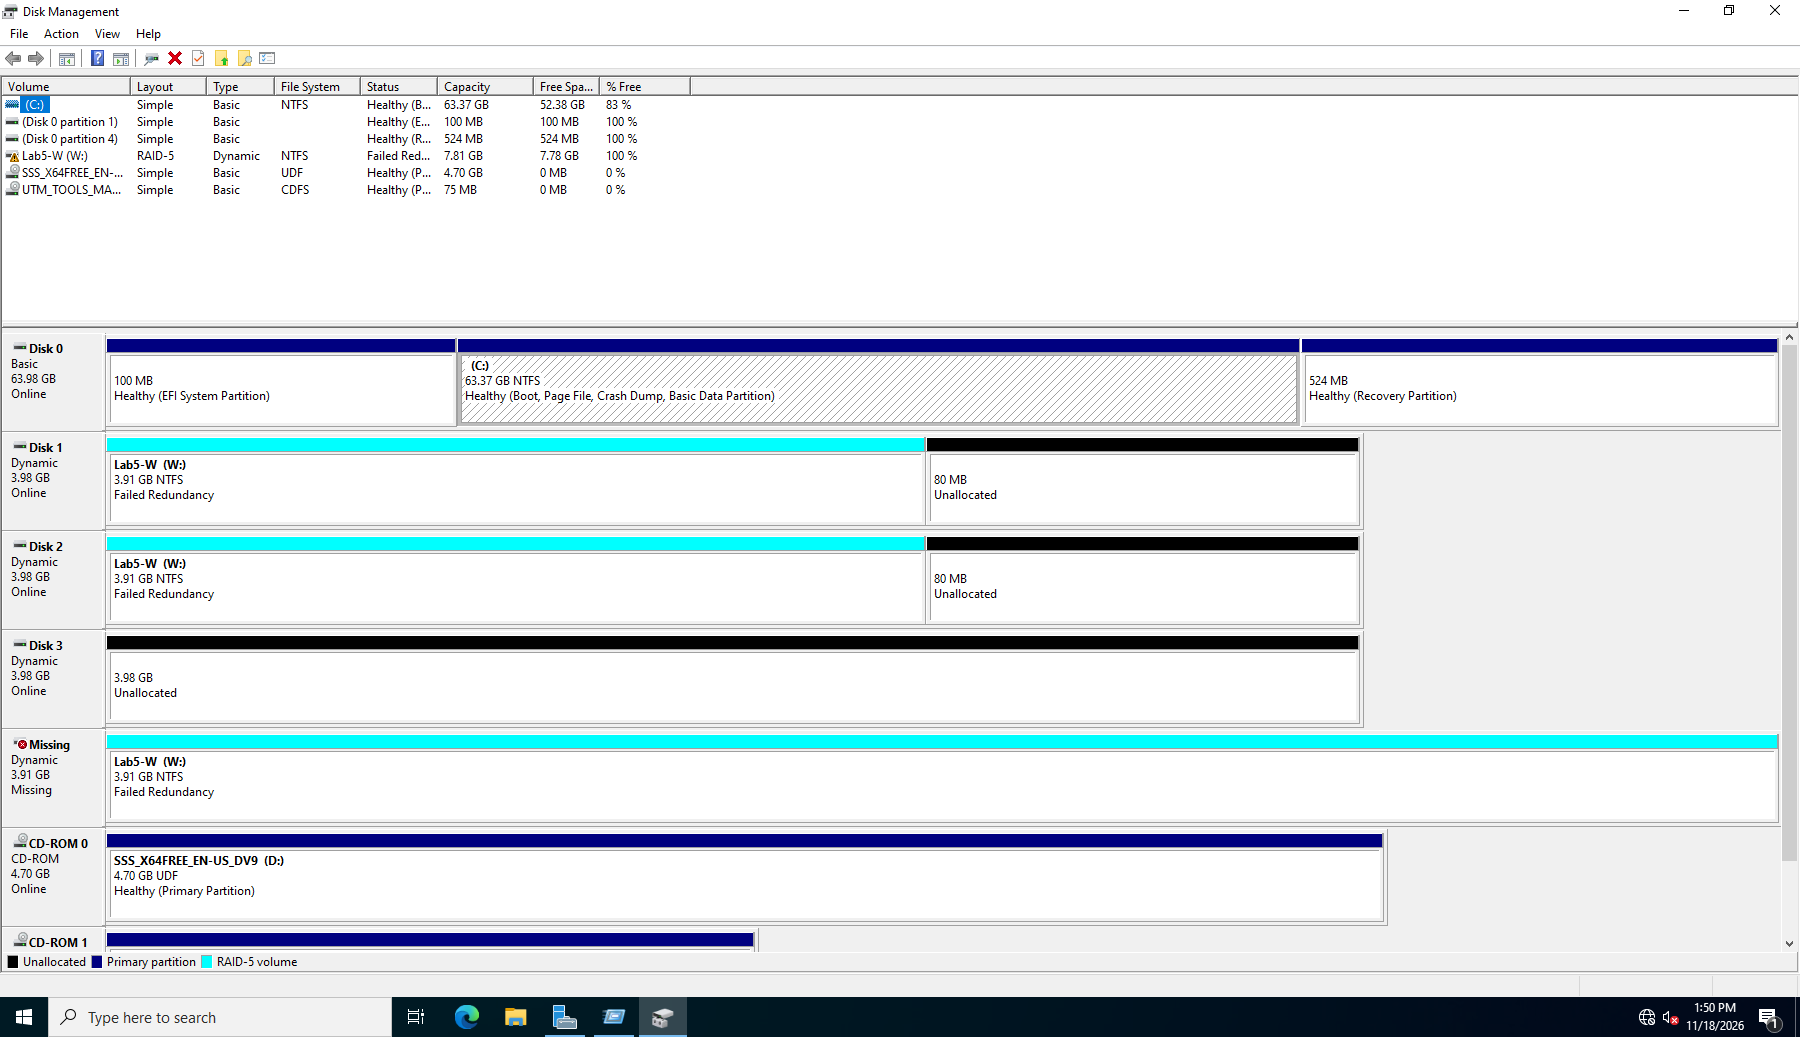 Disk Management
File Action View Help
Volume Layout Type File System Status Capacity Free Spa... % Free
(C:) Simple Basic NTFS Healthy (B... 63.37 GB 52.38 GB 83 %
(Disk 0 partition 1) Simple Basic Healthy (E... 100 MB 100 MB 100 %
(Disk 0 partition 4) Simple Basic Healthy (R... 524 MB 524 MB 100 %
Lab5-W (W:) RAID-5 Dynamic NTFS Failed Red... 7.81 GB 7.78 GB 100 %
SSS_X64FREE_EN-... Simple Basic UDF Healthy (P... 4.70 GB 0 MB 0 %
UTM_TOOLS_MA... Simple Basic CDFS Healthy (P... 75 MB 0 MB 0 %
Disk 0
Basic
63.98 GB
Online
100 MB
Healthy (EFI System Partition)
(C:)
63.37 GB NTFS
Healthy (Boot, Page File, Crash Dump, Basic Data Partition)
524 MB
Healthy (Recovery Partition)
Disk 1
Dynamic
3.98 GB
Online
Lab5-W (W:)
3.91 GB NTFS
Failed Redundancy
80 MB
Unallocated
Disk 2
Dynamic
3.98 GB
Online
Lab5-W (W:)
3.91 GB NTFS
Failed Redundancy
80 MB
Unallocated
Disk 3
Dynamic
3.98 GB
Online
3.98 GB
Unallocated
Missing
Dynamic
3.91 GB
Missing
Lab5-W (W:)
3.91 GB NTFS
Failed Redundancy
CD-ROM 0
CD-ROM
4.70 GB
Online
SSS_X64FREE_EN-US_DV9 (D:)
4.70 GB UDF
Healthy (Primary Partition)
CD-ROM 1
Unallocated Primary partition RAID-5 volume
Type here to search
1:50 PM
11/18/2026
1